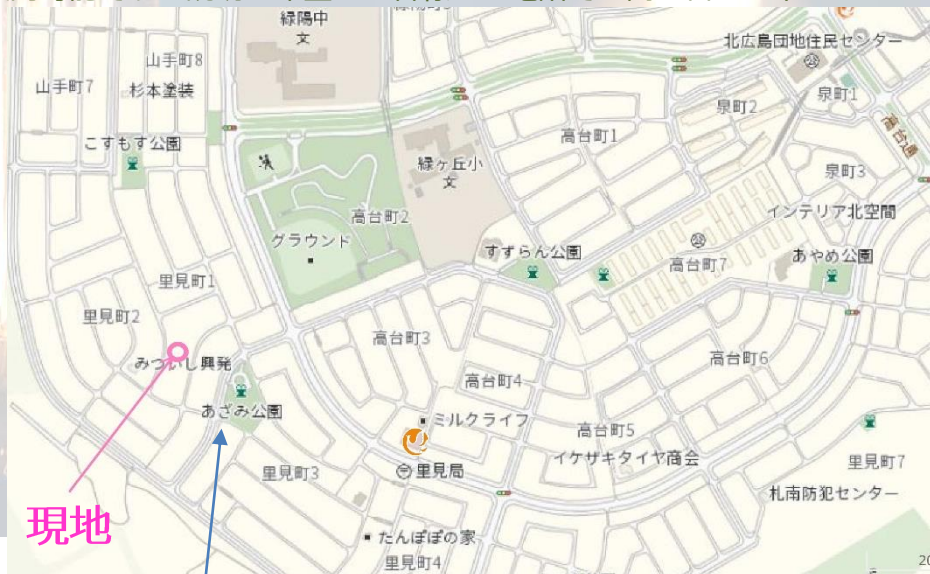 緑陽中
文
北広島団地住民センター
山手町8
山手町7
杉本塗装
泉町2
泉町1
高台町1
高台通
こすもす公園
緑ヶ丘小
文
泉町3
高台町2
インテリア北空間
グラウンド
すずらん公園
あやめ公園
高台町7
里見町1
里見町2
高台町3
高台町6
みついし興発
高台町4
あざみ公園
ミルクライフ
高台町5
イケザキタイヤ商会
里見町3
里見局
里見町7
札南防犯センター
現地
たんぽぽの家
里見町4
20